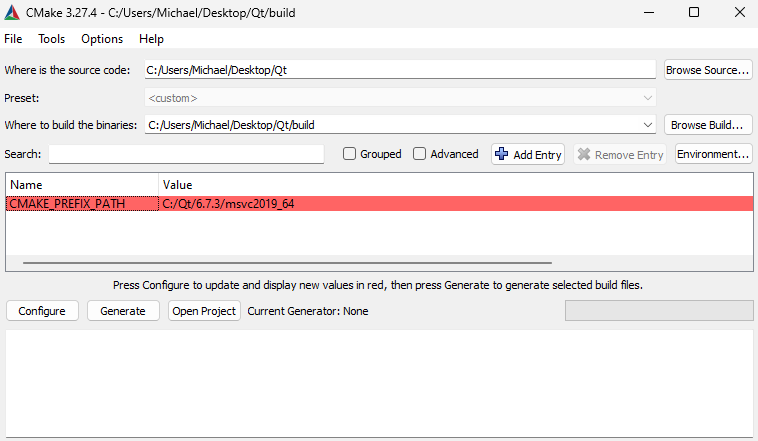 CMake 3.27.4 - C:/Users/Michael/Desktop/Qt/build
File Tools Options Help
Where is the source code: C:/Users/Michael/Desktop/Qt Browse Source...
Preset: <custom>
Where to build the binaries: C:/Users/Michael/Desktop/Qt/build Browse Build...
Search: Grouped Advanced Add Entry Remove Entry Environment...
Name Value
CMAKE_PREFIX_PATH C:/Qt/6.7.3/msvc2019_64
Press Configure to update and display new values in red, then press Generate to generate selected build files.
Configure Generate Open Project Current Generator: None